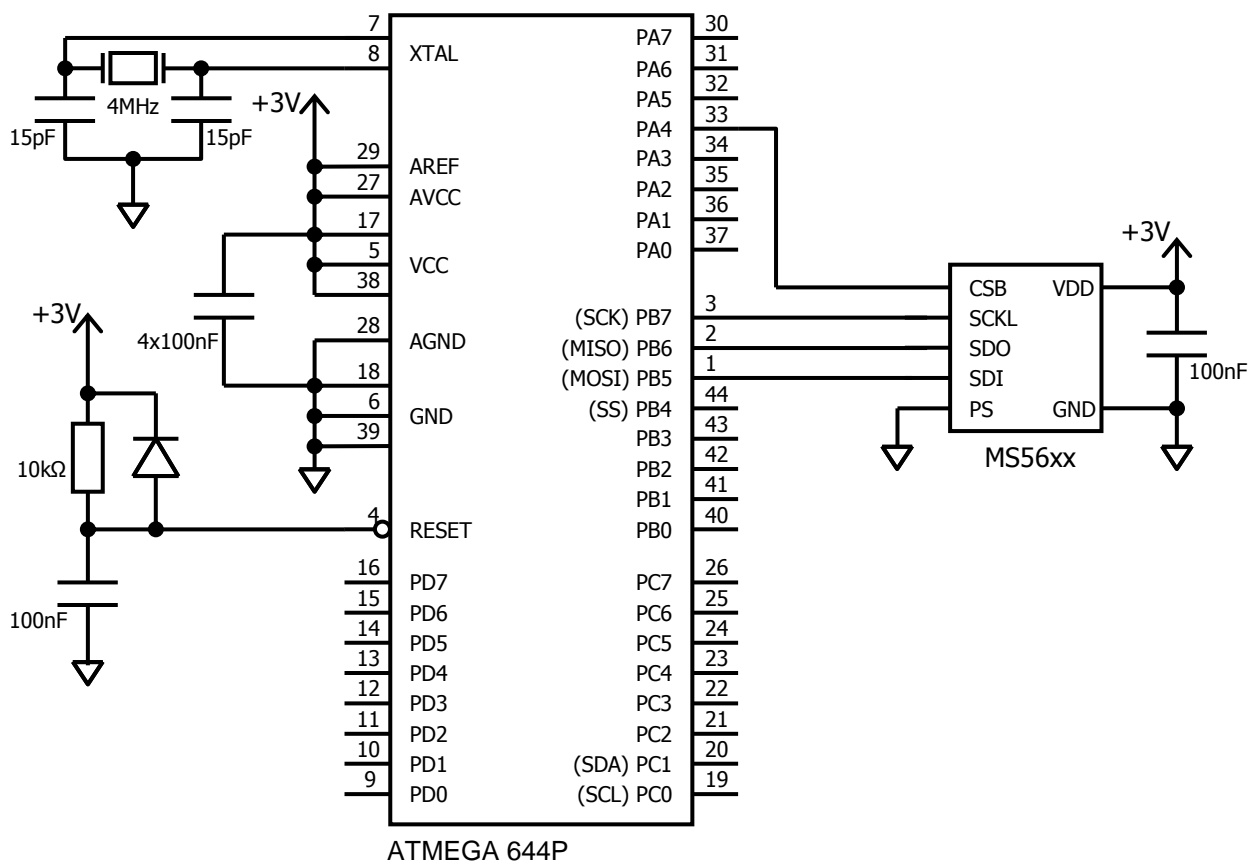 7
8
XTAL
4MHz
15pF
15pF
+3V
29
AREF
27
AVCC
17
5
VCC
38
4x100nF
28
AGND
18
6
GND
39
+3V
10kΩ
4
RESET
100nF
16
PD7
15
PD6
14
PD5
13
PD4
12
PD3
11
PD2
10
PD1
9
PD0
PA7
30
PA6
31
PA5
32
PA4
33
PA3
34
PA2
35
PA1
36
PA0
37
(SCK) PB7
3
(MISO) PB6
2
(MOSI) PB5
1
(SS) PB4
44
PB3
43
PB2
42
PB1
41
PB0
40
PC7
26
PC6
25
PC5
24
PC4
23
PC3
22
PC2
21
(SDA) PC1
20
(SCL) PC0
19
ATMEGA 644P
+3V
CSB
VDD
SCKL
SDO
SDI
PS
GND
100nF
MS56xx